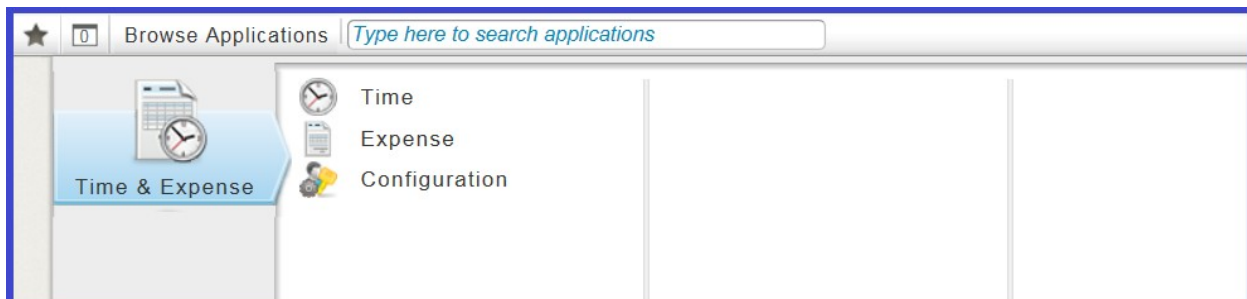 0 Browse Applications Type here to search applications
Time & Expense
Time
Expense
Configuration